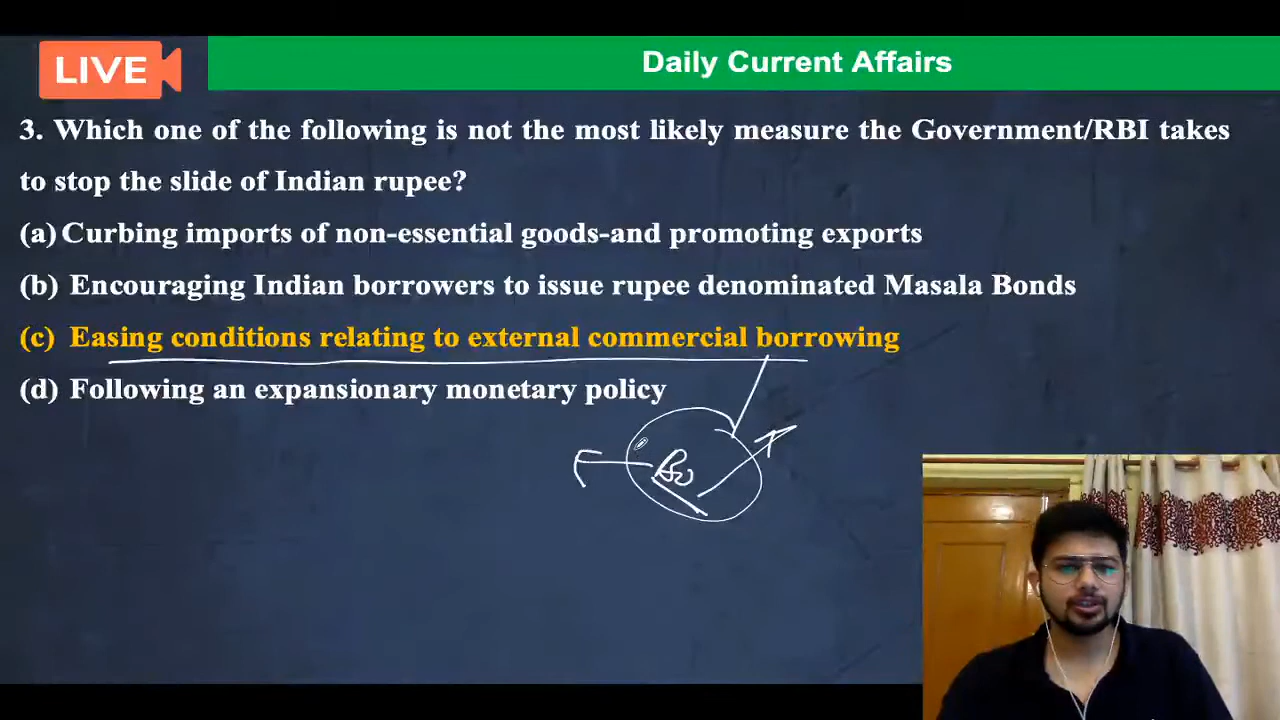 LIVE
Daily Current Affairs
3. Which one of the following is not the most likely measure the Government/RBI takes
to stop the slide of Indian rupee?
(a) Curbing imports of non-essential goods-and promoting exports
(b) Encouraging Indian borrowers to issue rupee denominated Masala Bonds
(c) Easing conditions relating to external commercial borrowing
(d) Following an expansionary monetary policy